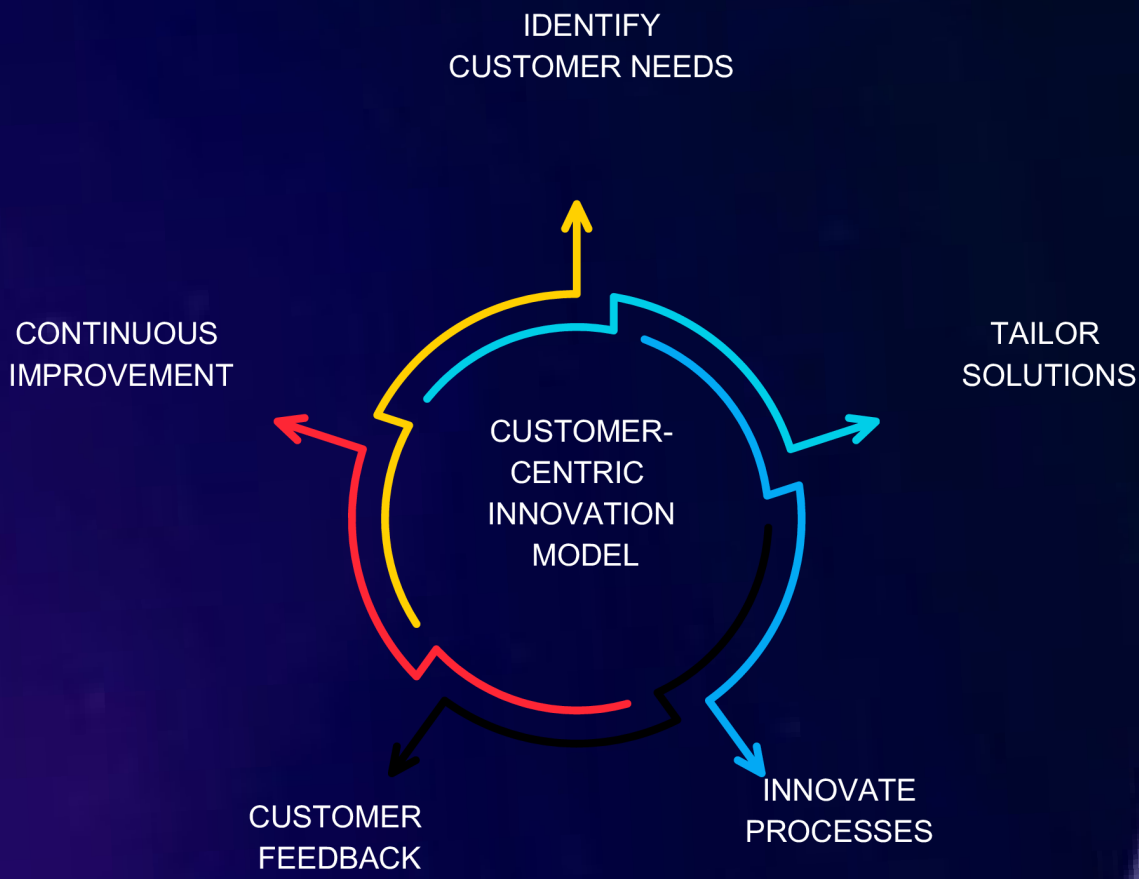 IDENTIFY
CUSTOMER NEEDS
TAILOR
SOLUTIONS
INNOVATE
PROCESSES
CUSTOMER
FEEDBACK
CONTINUOUS
IMPROVEMENT
CUSTOMER-
CENTRIC
INNOVATION
MODEL